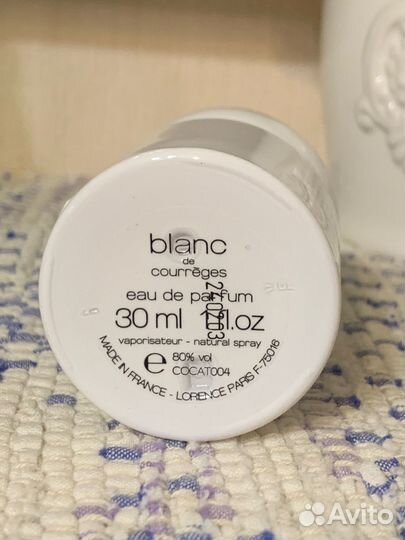 blanc
de
courrèges
eau de parfum
30 ml 1 fl.oz
240203
vaporisateur - natural spray
e 80% vol
COCAT004
MADE IN FRANCE - LORENCE PARIS F-75016
Avito